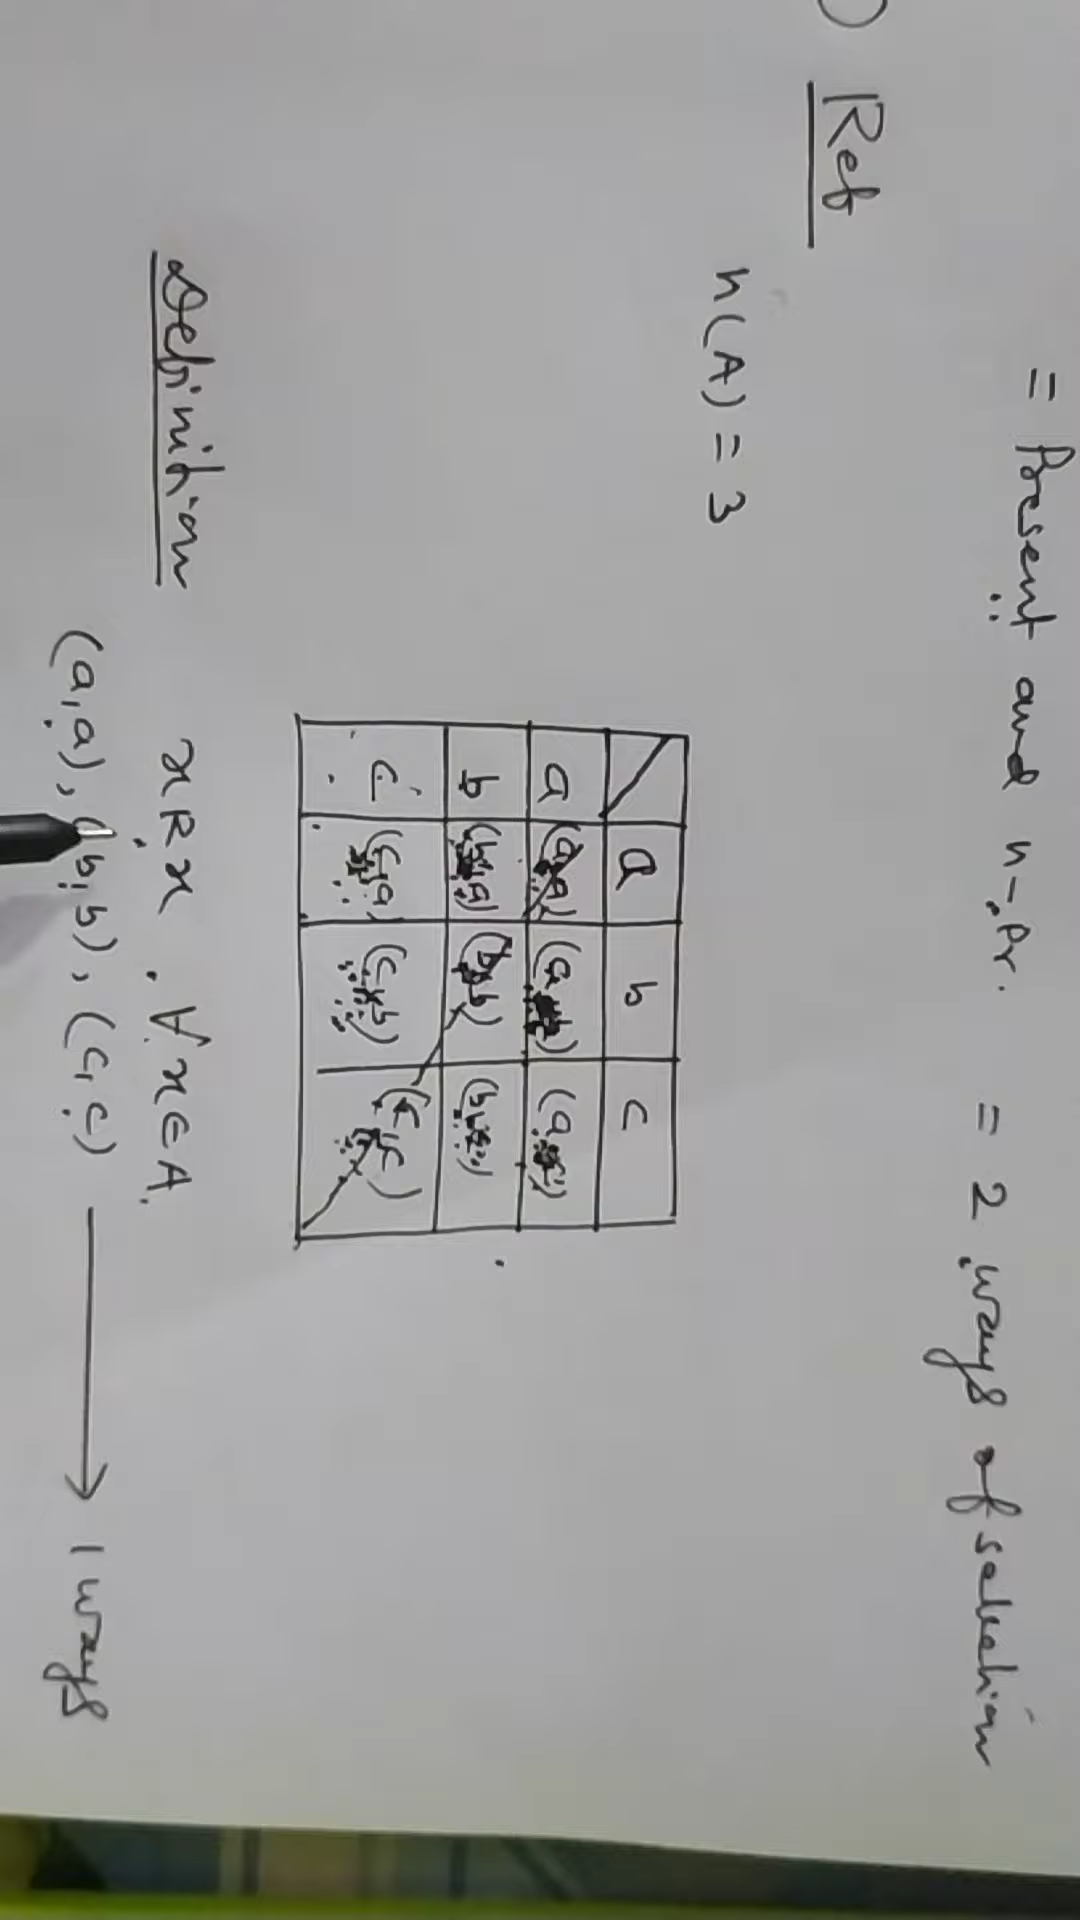 = Present and n-Pr. = 2 ways of selection
) Ref
n(A) = 3
a b c
a (a,a) (a,b) (a,c)
b (b,a) (b,b) (b,c)
c (c,a) (c,b) (c,c)
Definition xRx . ∀ x ∈ A
(a,a), (b,b), (c,c) → 1 ways